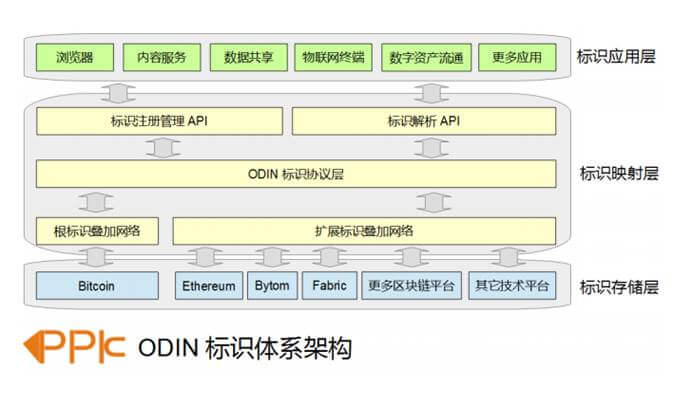 浏览器 内容服务 数据共享 物联网终端 数字资产流通 更多应用 标识应用层
标识注册管理 API 标识解析 API
ODIN 标识协议层 标识映射层
根标识叠加网络 扩展标识叠加网络
Bitcoin Ethereum Bytom Fabric 更多区块链平台 其它技术平台 标识存储层
PPk ODIN 标识体系架构